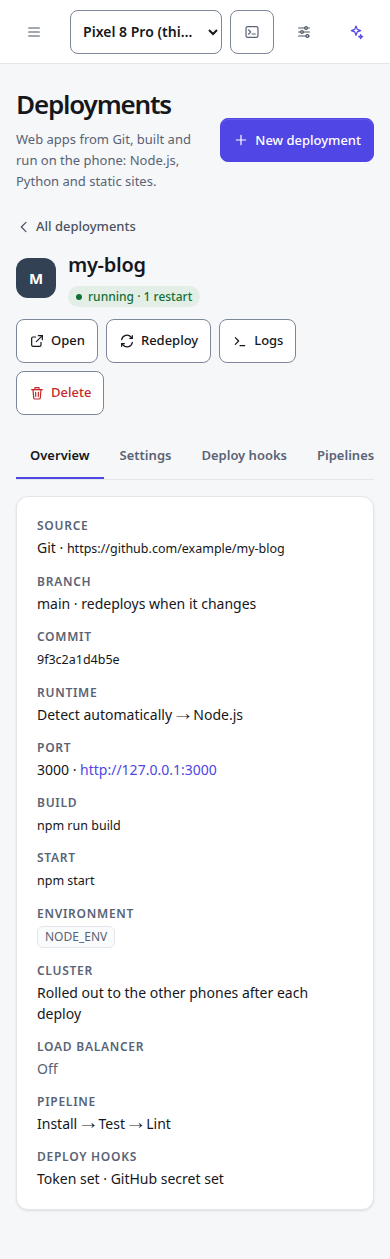 Pixel 8 Pro (thi...
Deployments
Web apps from Git, built and
run on the phone: Node.js,
Python and static sites.
New deployment
All deployments
M
my-blog
running · 1 restart
Open
Redeploy
Logs
Delete
Overview
Settings
Deploy hooks
Pipelines
SOURCE
Git · https://github.com/example/my-blog
BRANCH
main · redeploys when it changes
COMMIT
9f3c2a1d4b5e
RUNTIME
Detect automatically → Node.js
PORT
3000 · http://127.0.0.1:3000
BUILD
npm run build
START
npm start
ENVIRONMENT
NODE_ENV
CLUSTER
Rolled out to the other phones after each
deploy
LOAD BALANCER
Off
PIPELINE
Install → Test → Lint
DEPLOY HOOKS
Token set · GitHub secret set